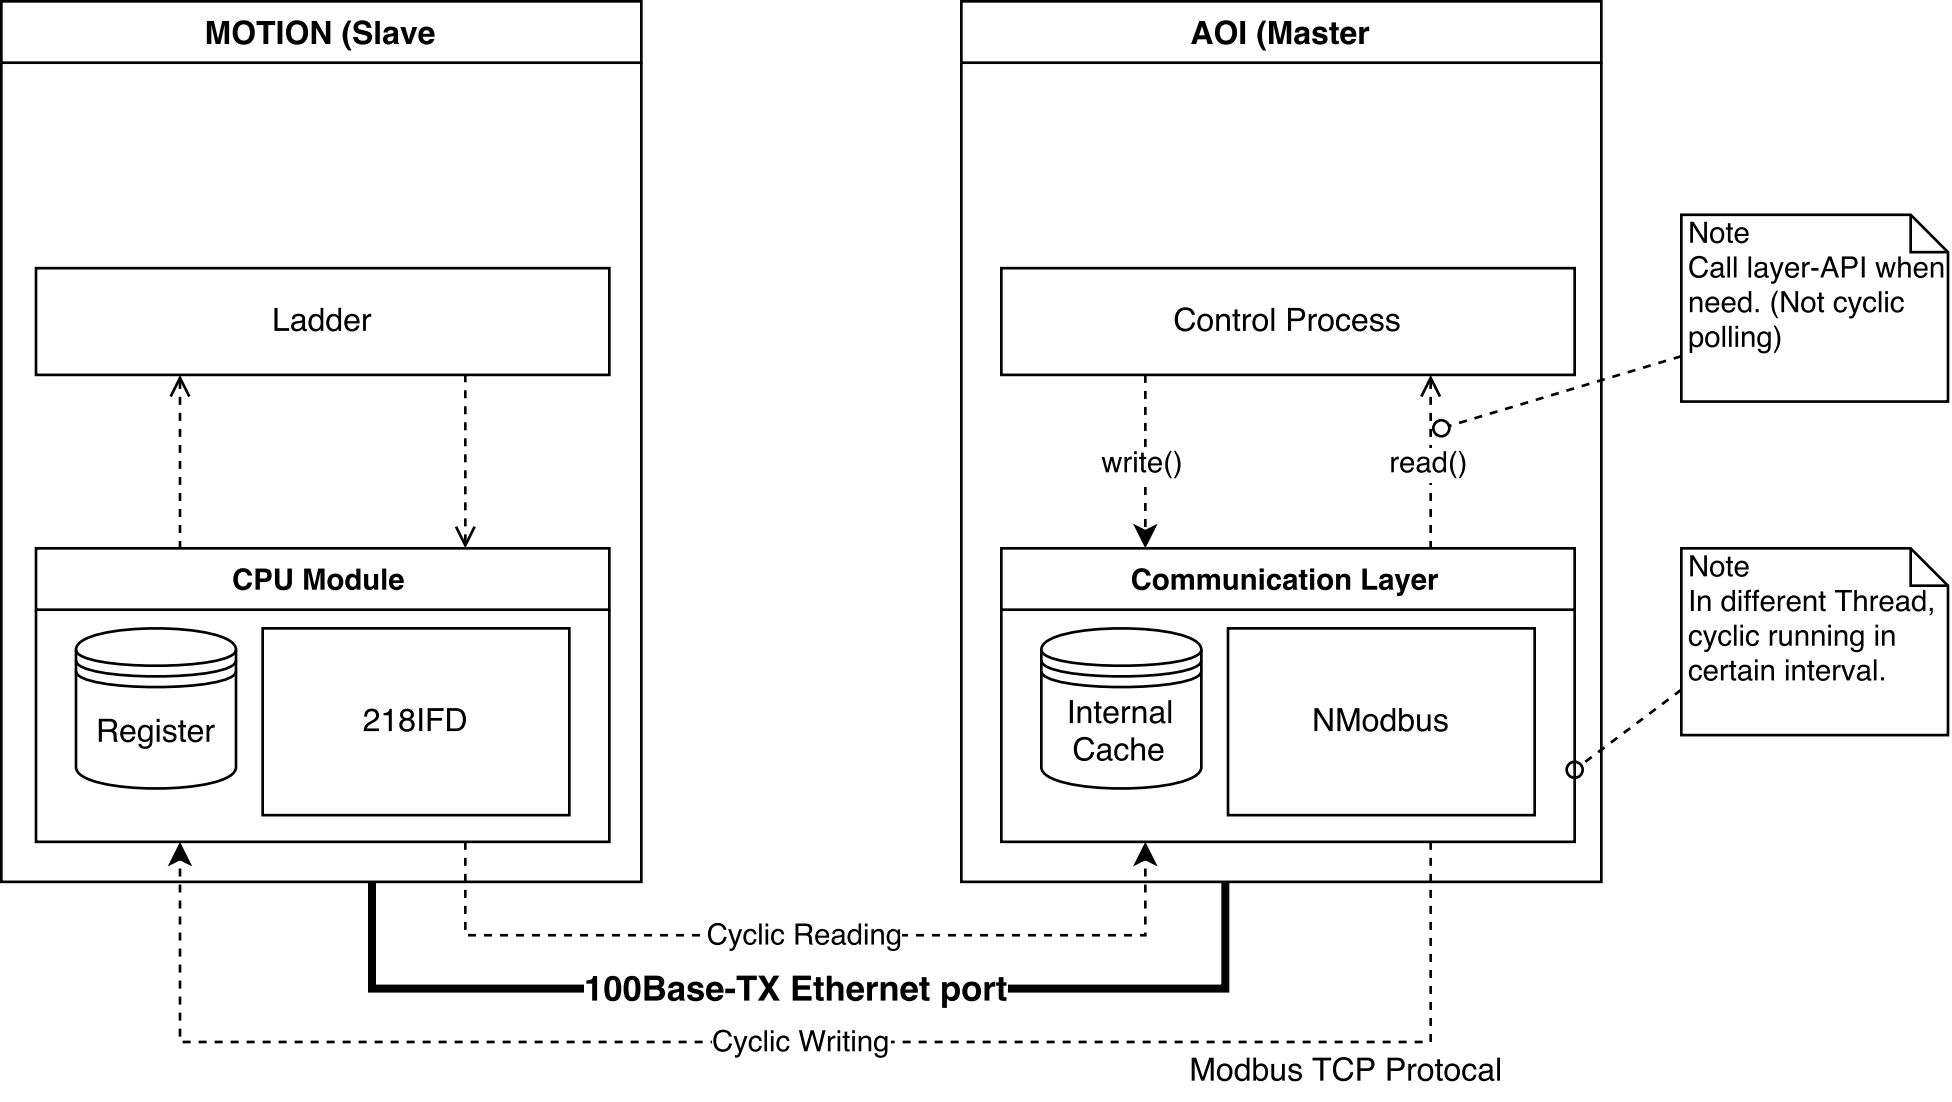 MOTION (Slave
AOI (Master
Note
Call layer-API when
need. (Not cyclic
polling)
Ladder
Control Process
write()
read()
CPU Module
Communication Layer
Note
In different Thread,
cyclic running in
certain interval.
Register
218IFD
Internal
Cache
NModbus
Cyclic Reading
100Base-TX Ethernet port
Cyclic Writing
Modbus TCP Protocal